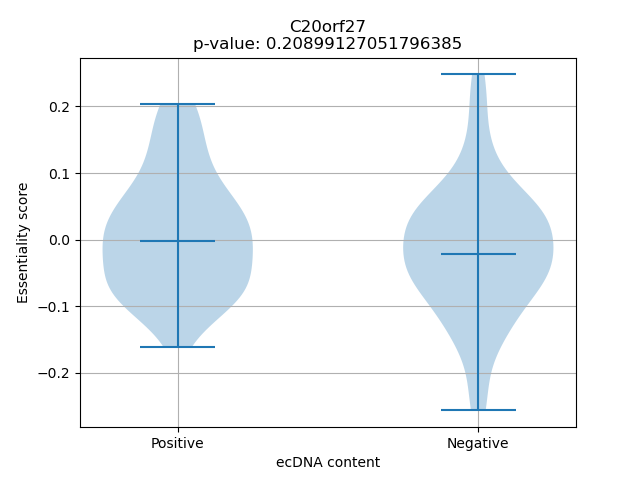 C20orf27
p-value: 0.20899127051796385
Essentiality score
0.2
0.1
0.0
−0.1
−0.2
Positive
Negative
ecDNA content